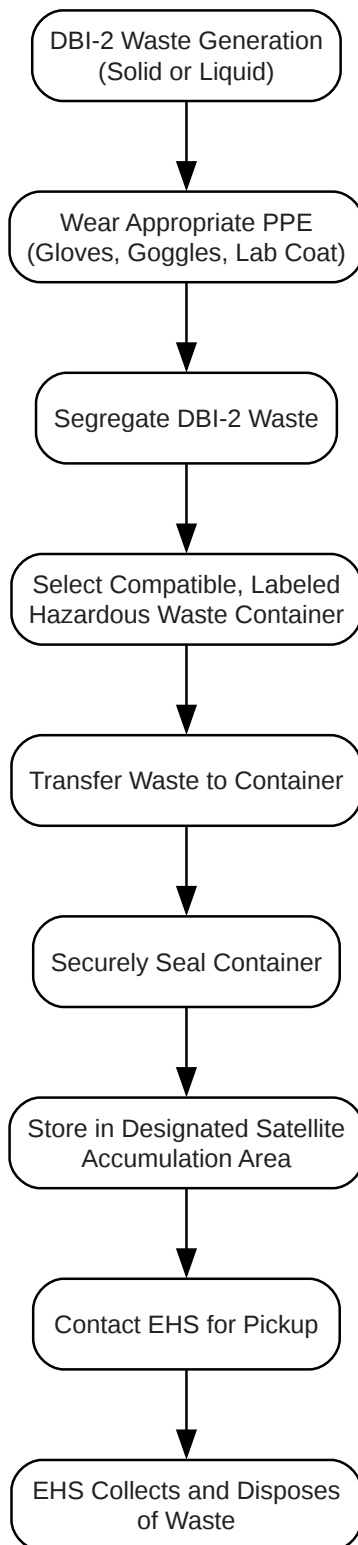 DBI-2 Waste Generation
(Solid or Liquid)
Wear Appropriate PPE
(Gloves, Goggles, Lab Coat)
Segregate DBI-2 Waste
Select Compatible, Labeled
Hazardous Waste Container
Transfer Waste to Container
Securely Seal Container
Store in Designated Satellite
Accumulation Area
Contact EHS for Pickup
EHS Collects and Disposes
of Waste